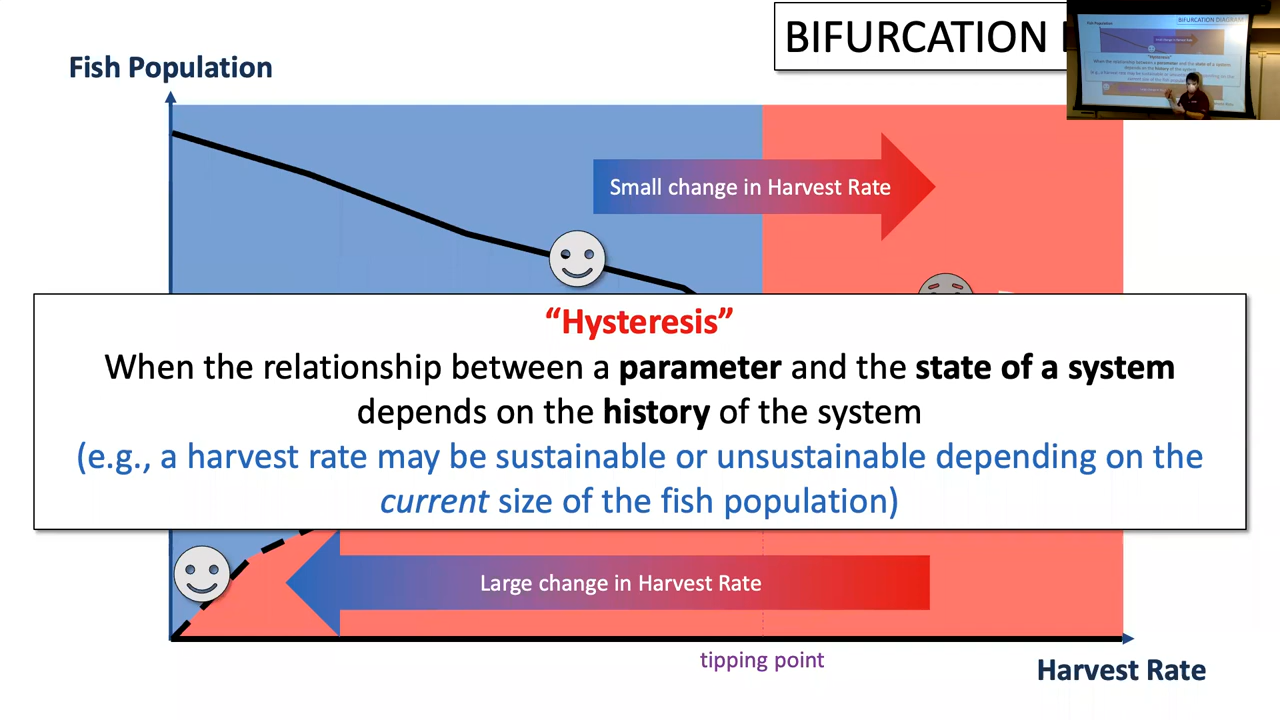 BIFURCATION
Fish Population
Small change in Harvest Rate
“Hysteresis”
When the relationship between a parameter and the state of a system
depends on the history of the system
(e.g., a harvest rate may be sustainable or unsustainable depending on the
current size of the fish population)
Large change in Harvest Rate
tipping point
Harvest Rate